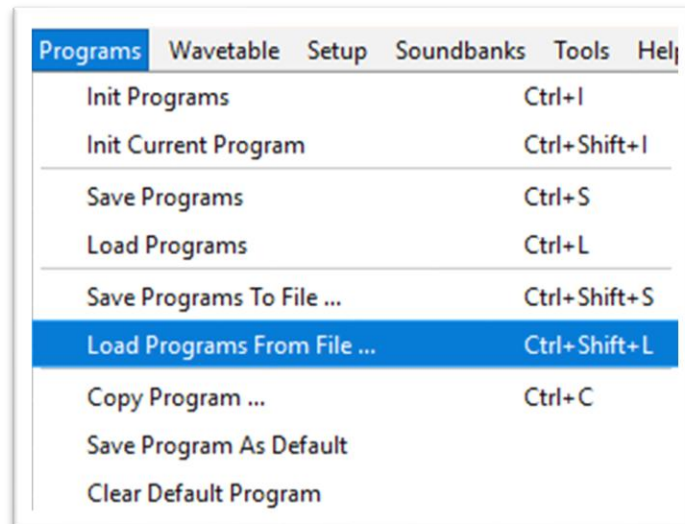 Programs Wavetable Setup Soundbanks Tools Help
Init Programs Ctrl+I
Init Current Program Ctrl+Shift+I
Save Programs Ctrl+S
Load Programs Ctrl+L
Save Programs To File ... Ctrl+Shift+S
Load Programs From File ... Ctrl+Shift+L
Copy Program ... Ctrl+C
Save Program As Default
Clear Default Program